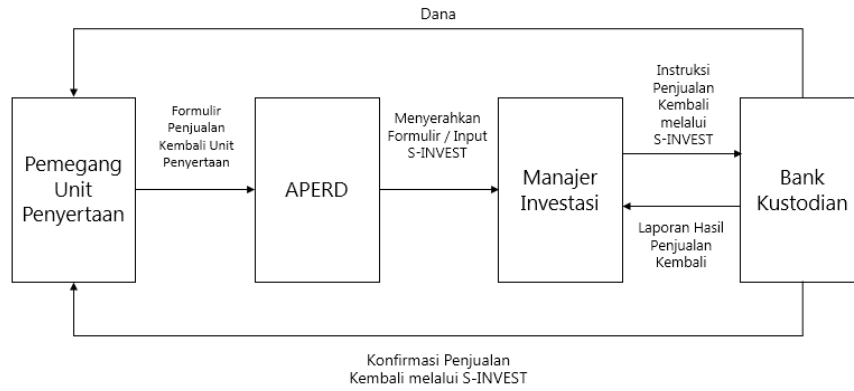 Dana
Formulir
Penjualan
Kembali Unit
Penyertaan
Menyerahkan
Formulir / Input
S-INVEST
Instruksi
Penjualan
Kembali
melalui
S-INVEST
Pemegang
Unit
Penyertaan
APERD
Manajer
Investasi
Bank
Kustodian
Laporan Hasil
Penjualan
Kembali
Konfirmasi Penjualan
Kembali melalui S-INVEST